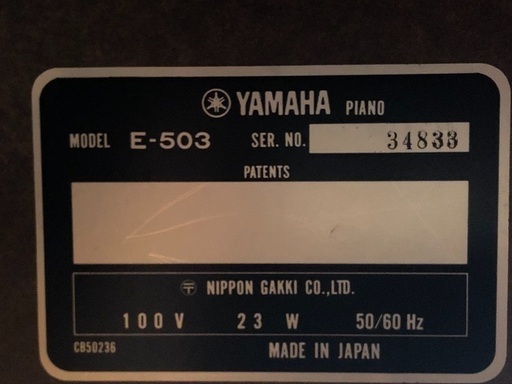 YAMAHA PIANO
MODEL E-503 SER. NO. 34833
PATENTS
〶 NIPPON GAKKI CO.,LTD.
100V 23 W 50/60 Hz
CB50236 MADE IN JAPAN